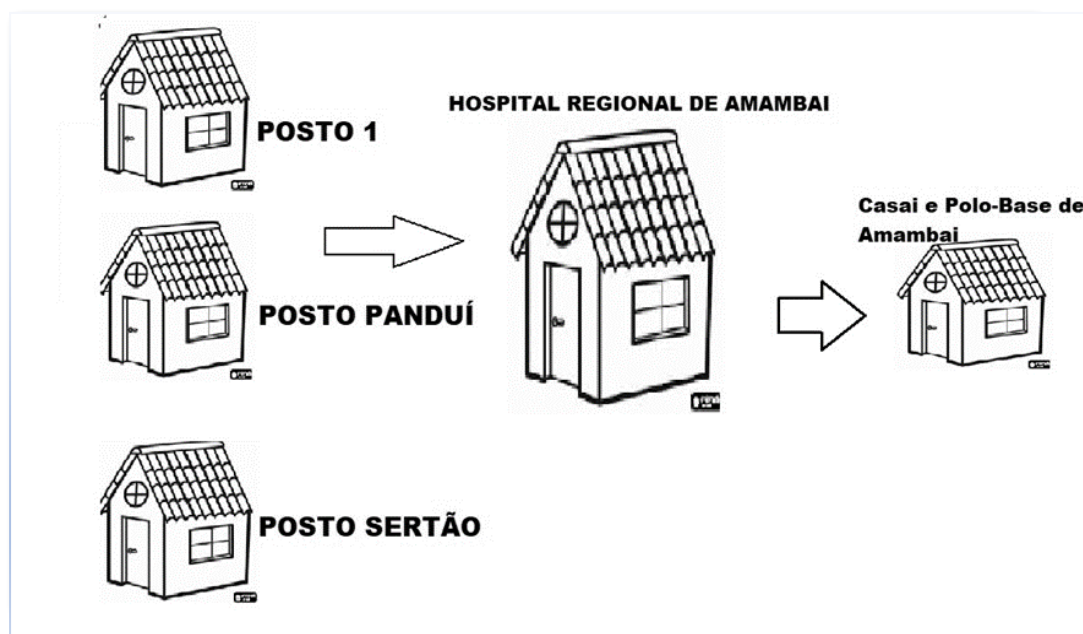 POSTO 1
POSTO PANDUÍ
POSTO SERTÃO
HOSPITAL REGIONAL DE AMAMBAI
Casai e Polo-Base de
Amambai